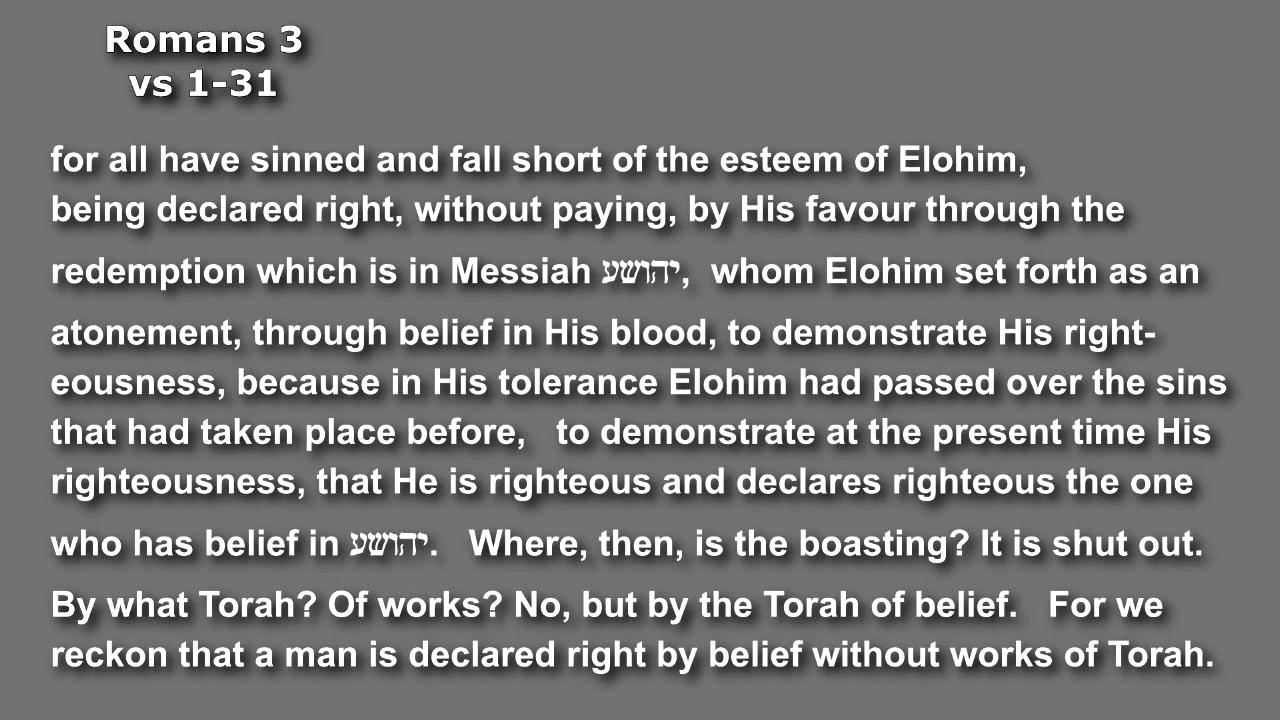 Romans 3
vs 1-31
for all have sinned and fall short of the esteem of Elohim,
being declared right, without paying, by His favour through the
redemption which is in Messiah יהושע, whom Elohim set forth as an
atonement, through belief in His blood, to demonstrate His right-
eousness, because in His tolerance Elohim had passed over the sins
that had taken place before, to demonstrate at the present time His
righteousness, that He is righteous and declares righteous the one
who has belief in יהושע. Where, then, is the boasting? It is shut out.
By what Torah? Of works? No, but by the Torah of belief. For we
reckon that a man is declared right by belief without works of Torah.